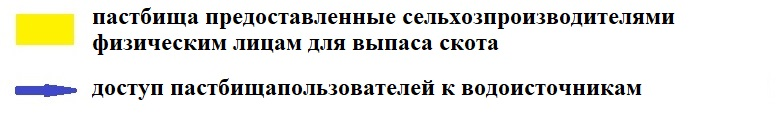 пастбища предоставленные сельхозпроизводителями
физическим лицам для выпаса скота
доступ пастбищапользователей к водоисточникам